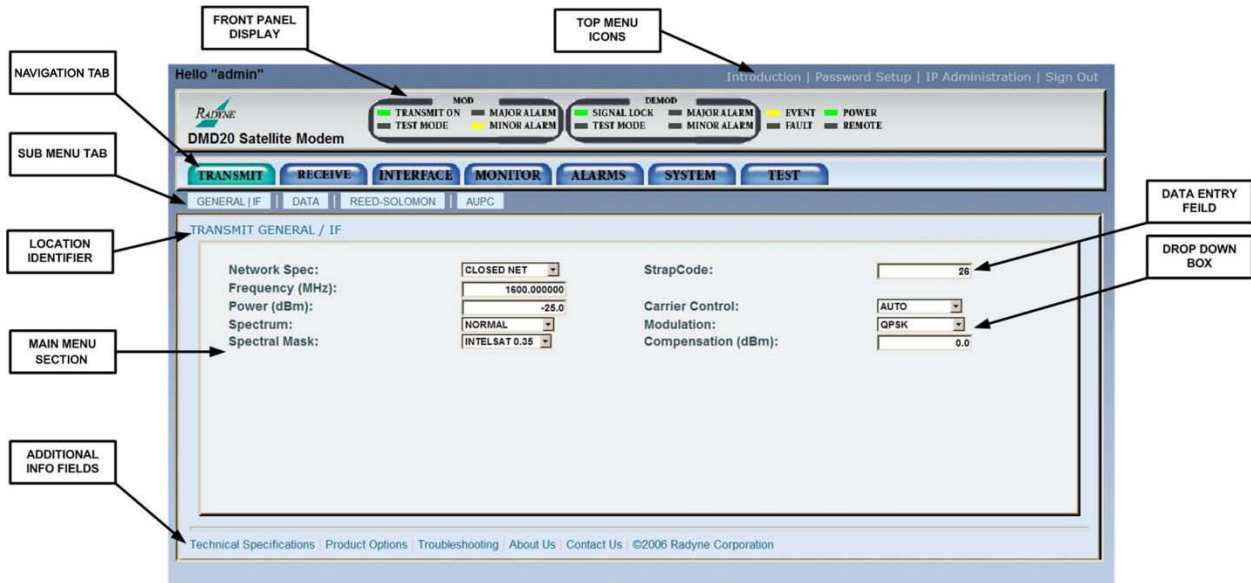 FRONT PANEL
DISPLAY
TOP MENU
ICONS
NAVIGATION TAB
Hello "admin"
Introduction | Password Setup | IP Administration | Sign Out
RADYNE
DMD20 Satellite Modem
MOD
TRANSMIT ON MAJOR ALARM
TEST MODE MINOR ALARM
DEMOD
SIGNAL LOCK MAJOR ALARM
TEST MODE MINOR ALARM
EVENT POWER
FAULT REMOTE
SUB MENU TAB
TRANSMIT RECEIVE INTERFACE MONITOR ALARMS SYSTEM TEST
GENERAL | IF | DATA | REED-SOLOMON | AUPC
DATA ENTRY
FEILD
LOCATION
IDENTIFIER
TRANSMIT GENERAL / IF
DROP DOWN
BOX
Network Spec: CLOSED NET StrapCode: 26
Frequency (MHz): 1600.000000
Power (dBm): -25.0 Carrier Control: AUTO
Spectrum: NORMAL Modulation: QPSK
Spectral Mask: INTELSAT 0.35 Compensation (dBm): 0.0
MAIN MENU
SECTION
ADDITIONAL
INFO FIELDS
Technical Specifications | Product Options | Troubleshooting | About Us | Contact Us | ©2006 Radyne Corporation